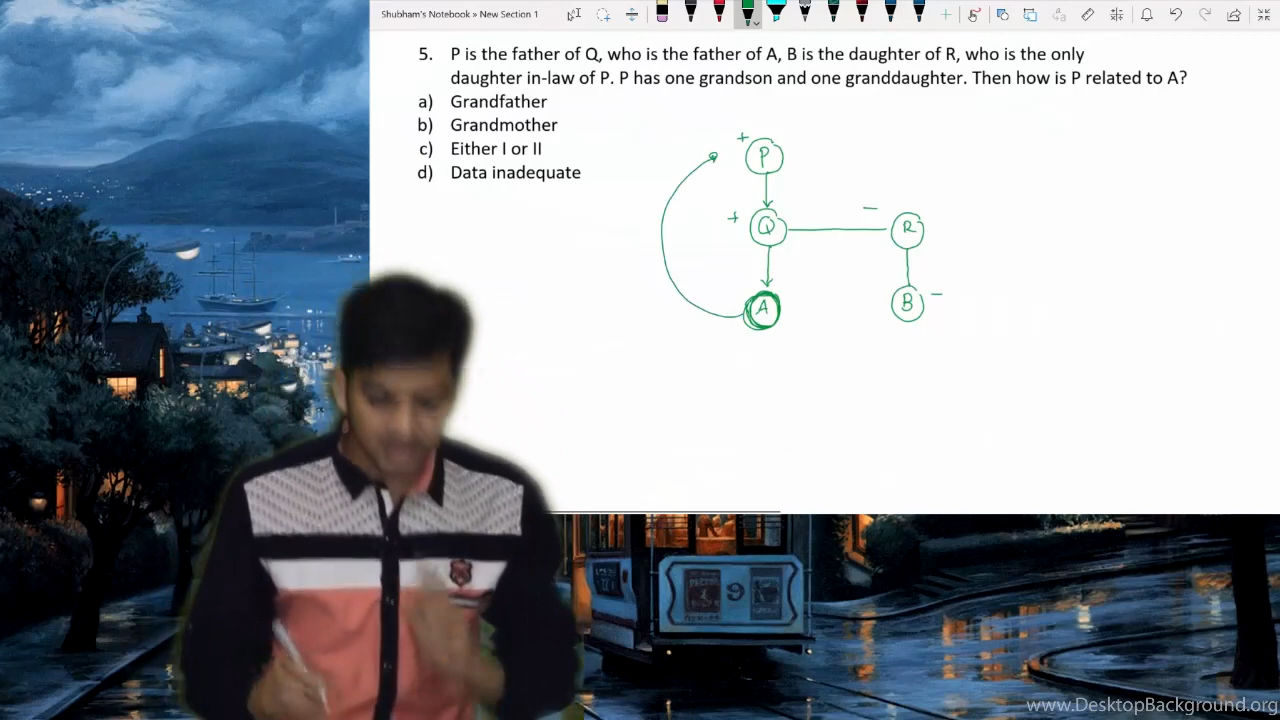 Shubham's Notebook » New Section 1
5. P is the father of Q, who is the father of A, B is the daughter of R, who is the only
daughter in-law of P. P has one grandson and one granddaughter. Then how is P related to A?
a) Grandfather
b) Grandmother
c) Either I or II
d) Data inadequate
+ P
+ Q − R
A B −
9
www.DesktopBackground.org